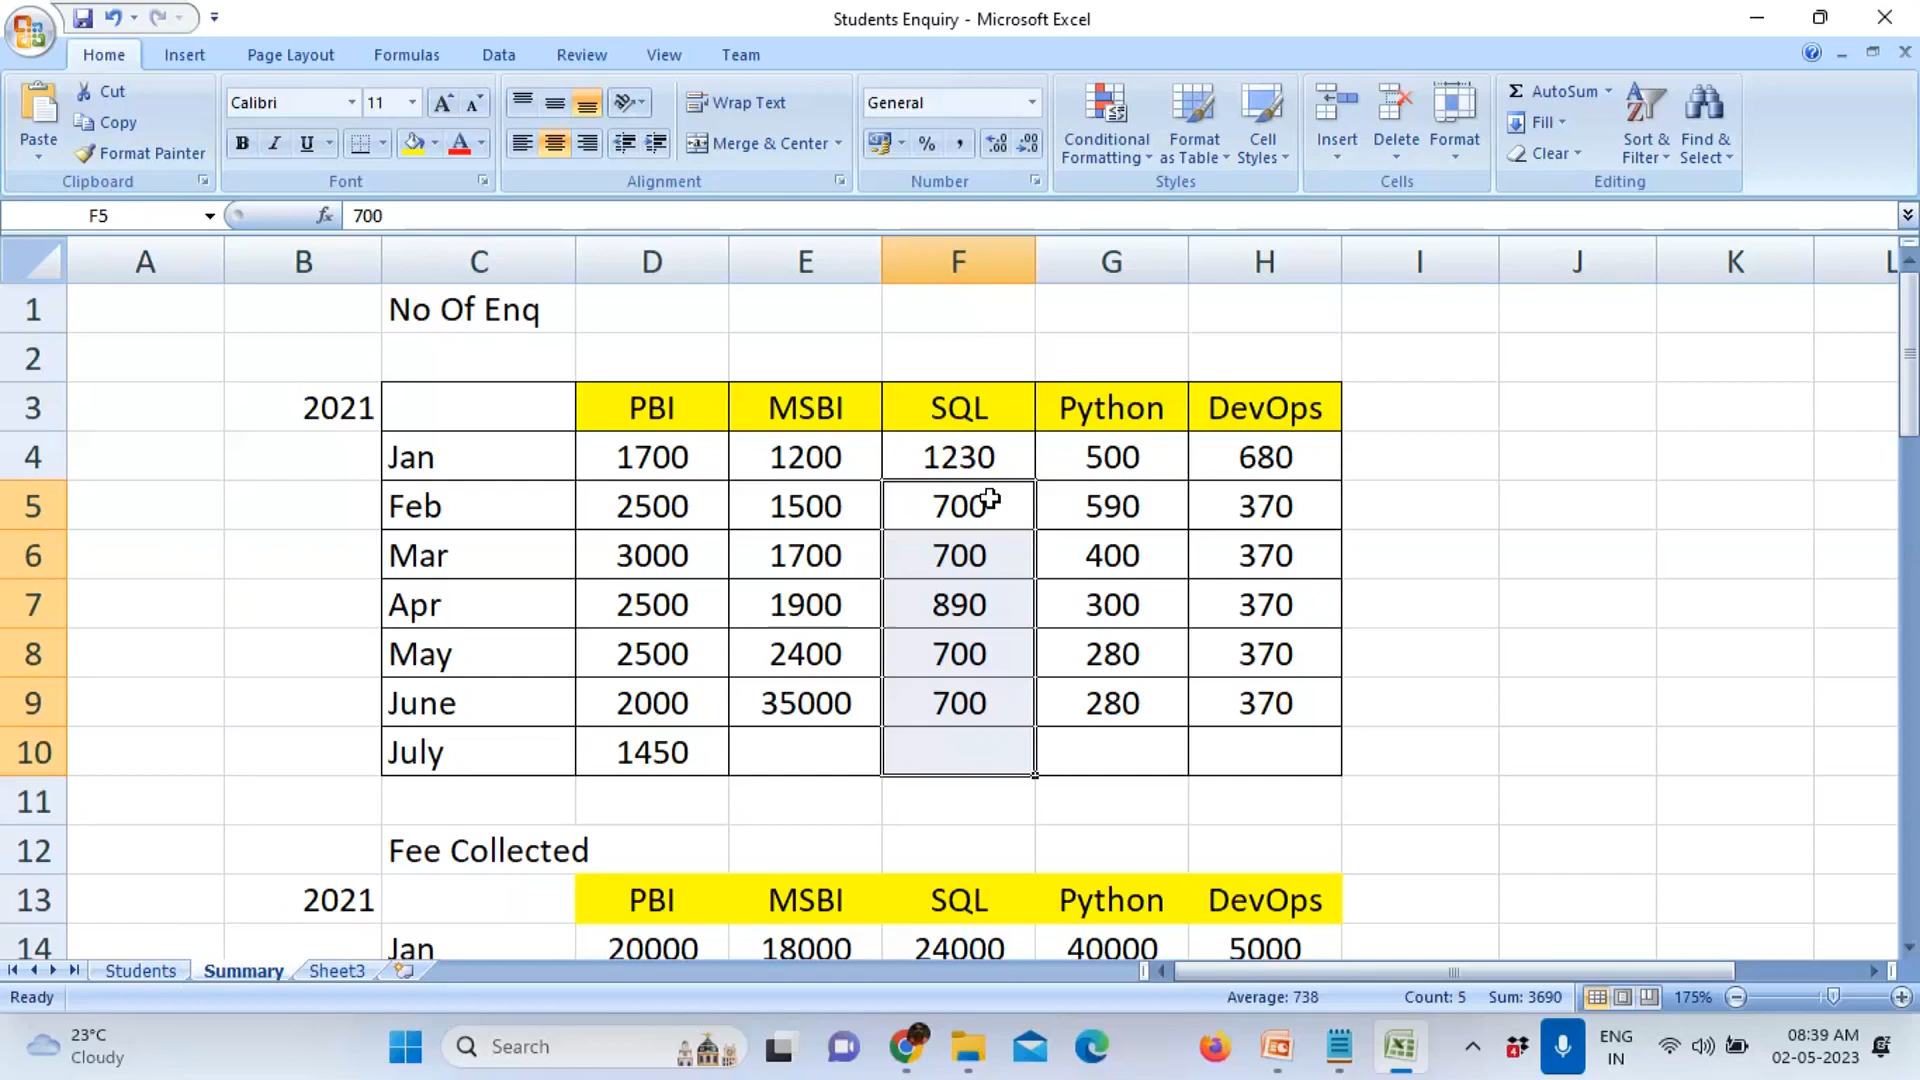 Students Enquiry - Microsoft Excel
Home Insert Page Layout Formulas Data Review View Team
Paste Cut Calibri 11 Wrap Text General Conditional Formatting Format as Table Cell Styles Insert Delete Format AutoSum Sort & Filter Find & Select
Copy Fill
Format Painter B I U Merge & Center % , Clear
Clipboard Font Alignment Number Styles Cells Editing
F5 fx 700
A B C D E F G H I J K L
1 No Of Enq
2
3 2021 PBI MSBI SQL Python DevOps
4 Jan 1700 1200 1230 500 680
5 Feb 2500 1500 700 590 370
6 Mar 3000 1700 700 400 370
7 Apr 2500 1900 890 300 370
8 May 2500 2400 700 280 370
9 June 2000 35000 700 280 370
10 July 1450
11
12 Fee Collected
13 2021 PBI MSBI SQL Python DevOps
14 Jan 20000 18000 24000 40000 5000
Students Summary Sheet3
Ready Average: 738 Count: 5 Sum: 3690 175%
23°C Search ENG 08:39 AM
Cloudy IN 02-05-2023